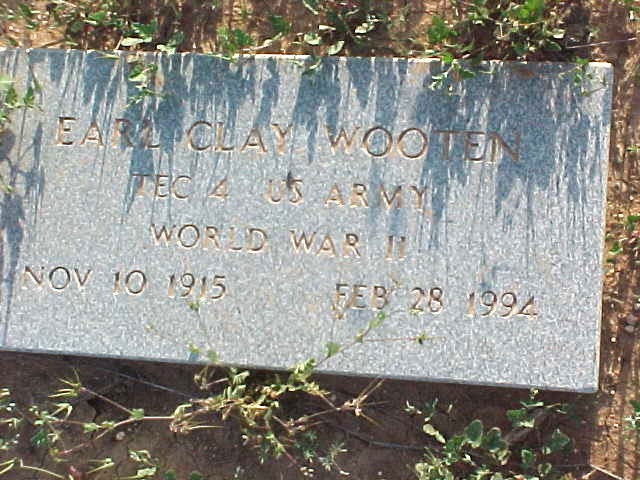 EARL CLAY WOOTEN
TEC 4 US ARMY
WORLD WAR II
NOV 10 1915 FEB 28 1994